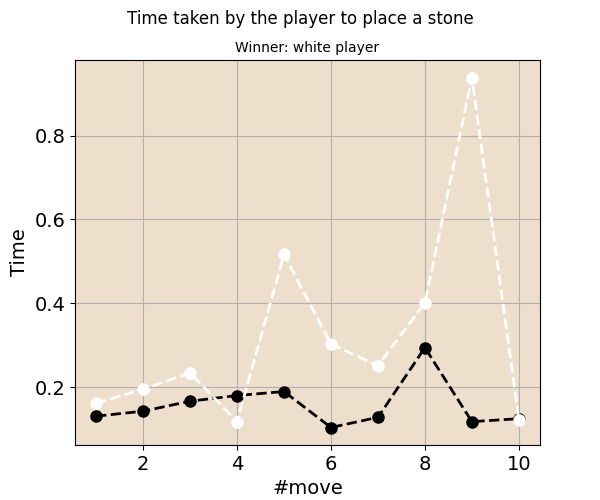 Time taken by the player to place a stone
Winner: white player
0.8
0.6
0.4
0.2
Time
2 4 6 8 10
#move